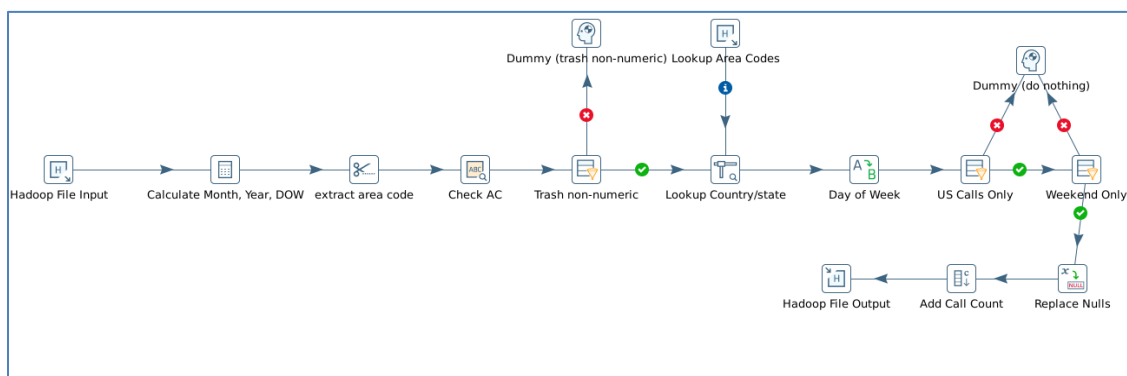 Dummy (trash non-numeric)
Lookup Area Codes
Dummy (do nothing)
Hadoop File Input
Calculate Month, Year, DOW
extract area code
ABC
Check AC
Trash non-numeric
Lookup Country/state
A
B
Day of Week
US Calls Only
Weekend Only
H
H
H
i
Hadoop File Output
C
Add Call Count
x
NULL
Replace Nulls